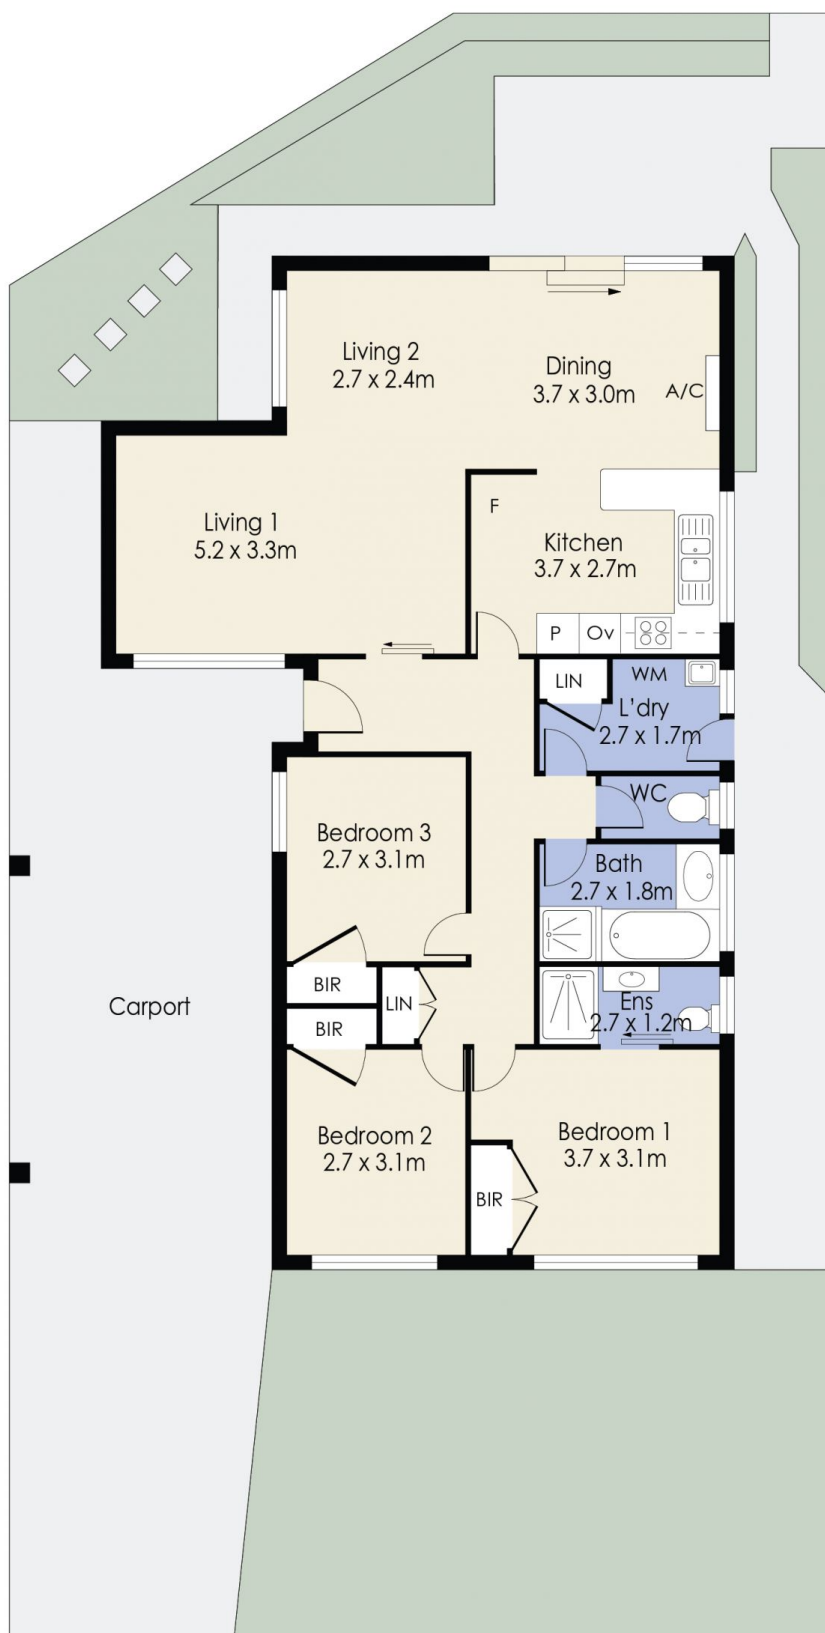 Living 2
2.7 x 2.4m
Dining
3.7 x 3.0m
A/C
Living 1
5.2 x 3.3m
F
Kitchen
3.7 x 2.7m
P
Ov
LIN
WM
L'dry
2.7 x 1.7m
WC
Bedroom 3
2.7 x 3.1m
Bath
2.7 x 1.8m
BIR
LIN
BIR
Ens
2.7 x 1.2m
Carport
Bedroom 2
2.7 x 3.1m
Bedroom 1
3.7 x 3.1m
BIR